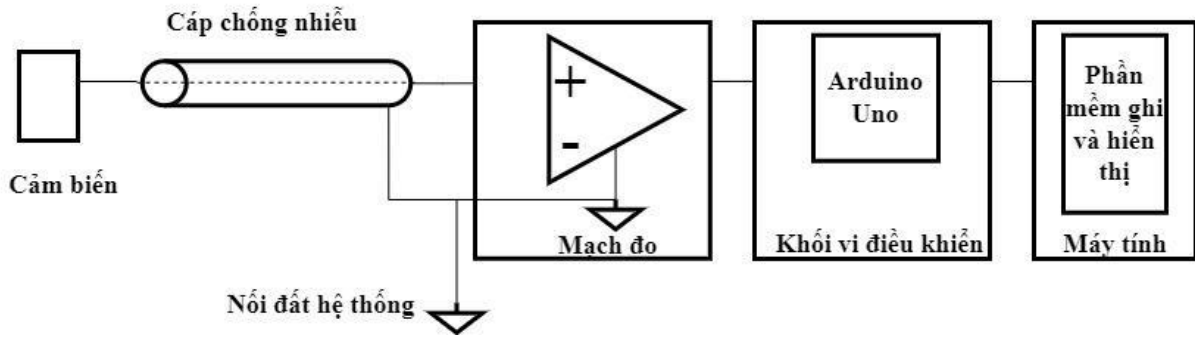 Cáp chống nhiễu
Cảm biến
+
-
Mạch đo
Nối đất hệ thống
Arduino
Uno
Khối vi điều khiển
Phần
mềm ghi
và hiển
thị
Máy tính